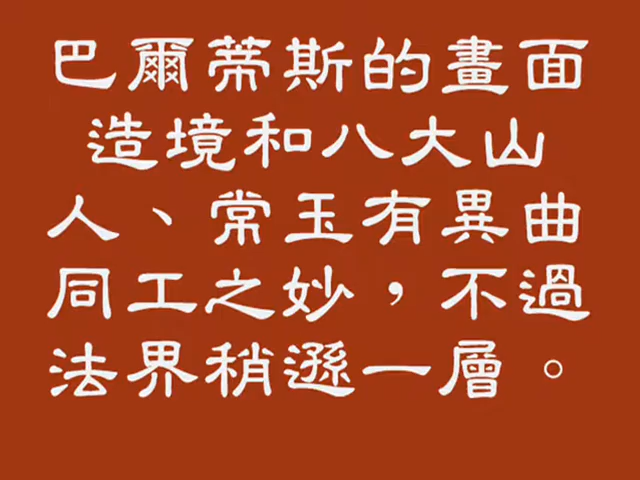 巴爾蒂斯的畫面
造境和八大山
人、常玉有異曲
同工之妙，不過
法界稍遜一層。